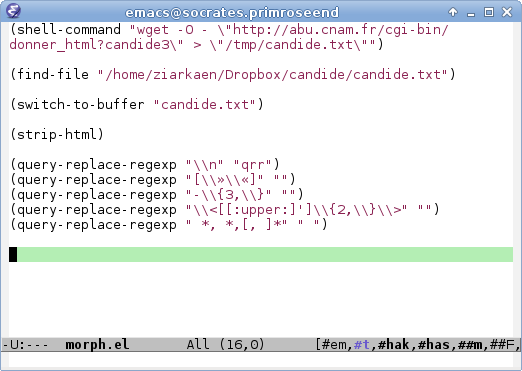 emacs@socrates.primroseend
(shell-command "wget -O - \"http://abu.cnam.fr/cgi-bin/
donner_html?candide3\" > \"/tmp/candide.txt\"")
(find-file "/home/ziarkaen/Dropbox/candide/candide.txt")
(switch-to-buffer "candide.txt")
(strip-html)
(query-replace-regexp "\\n" "qrr")
(query-replace-regexp "[\\»\\«]" "")
(query-replace-regexp "-\\{3,\\}" "")
(query-replace-regexp "\\<[[:upper:]']\\{2,\\}\\>" "")
(query-replace-regexp " *, *,[, ]*" " ")
-U:--- morph.el All (16,0) [#em,#t,#hak,#has,##m,##F,